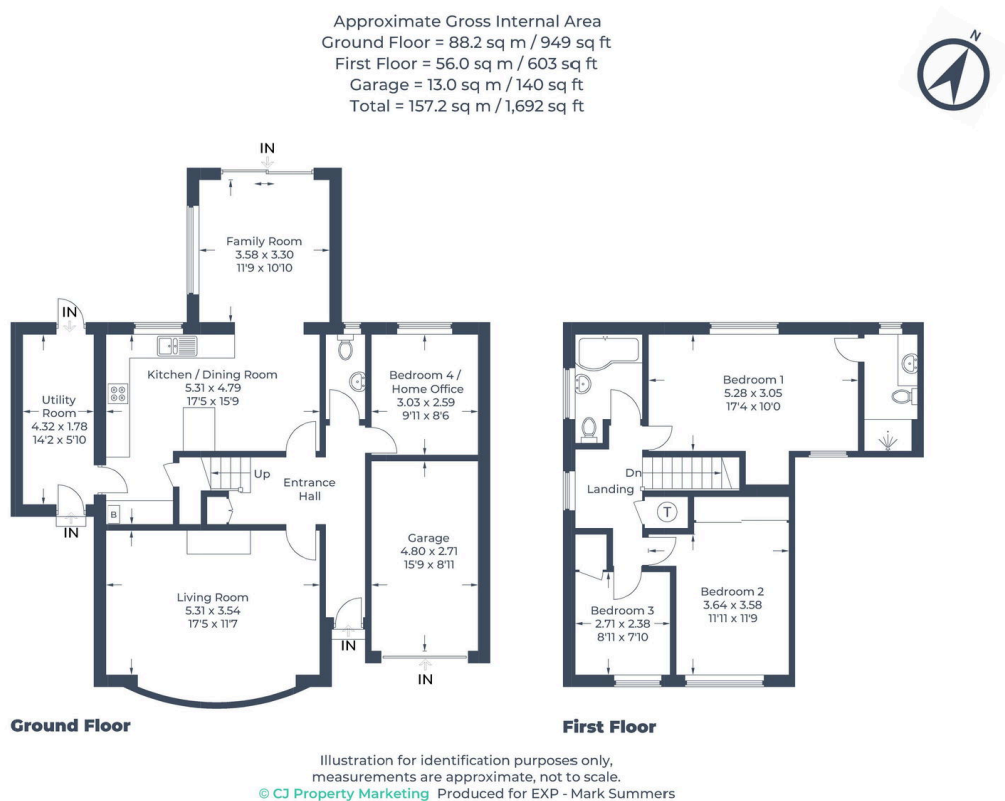 Approximate Gross Internal Area
Ground Floor = 88.2 sq m / 949 sq ft
First Floor = 56.0 sq m / 603 sq ft
Garage = 13.0 sq m / 140 sq ft
Total = 157.2 sq m / 1,692 sq ft
N
IN
Family Room
3.58 x 3.30
11'9 x 10'10
IN
Kitchen / Dining Room
5.31 x 4.79
17'5 x 15'9
Utility
Room
4.32 x 1.78
14'2 x 5'10
Bedroom 4 /
Home Office
3.03 x 2.59
9'11 x 8'6
Up
Entrance
Hall
B
IN
Garage
4.80 x 2.71
15'9 x 8'11
Living Room
5.31 x 3.54
17'5 x 11'7
IN
IN
Ground Floor
Bedroom 1
5.28 x 3.05
17'4 x 10'0
Dn
Landing
T
Bedroom 2
3.64 x 3.58
11'11 x 11'9
Bedroom 3
2.71 x 2.38
8'11 x 7'10
First Floor
Illustration for identification purposes only,
measurements are approximate, not to scale.
© CJ Property Marketing Produced for EXP - Mark Summers